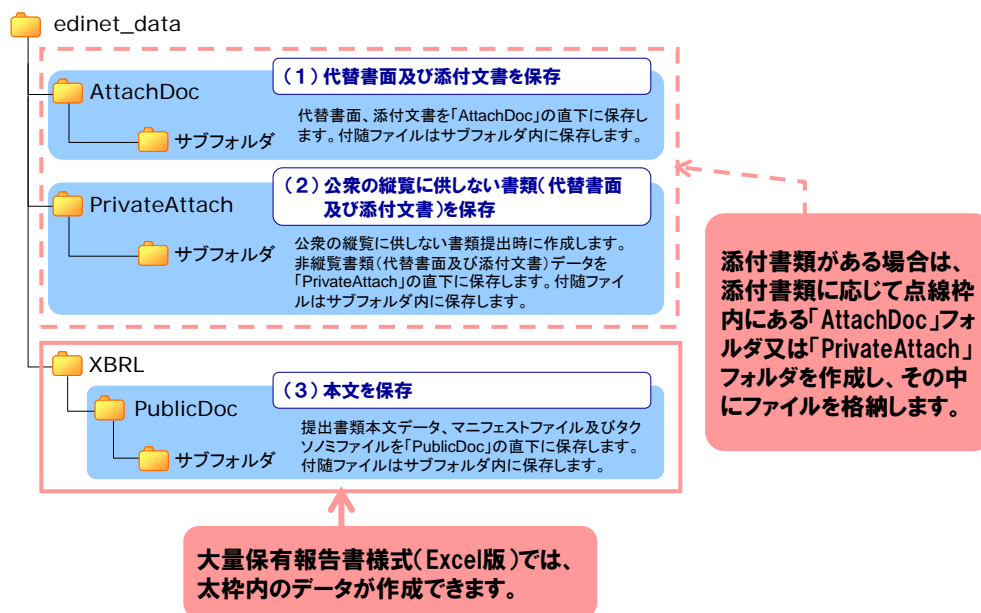 edinet_data
(1)代替書面及び添付文書を保存
AttachDoc
代替書面、添付文書を「AttachDoc」の直下に保存し
ます。付随ファイルはサブフォルダ内に保存します。
サブフォルダ
(2)公衆の縦覧に供しない書類(代替書面
及び添付文書)を保存
PrivateAttach
公衆の縦覧に供しない書類提出時に作成します。
非縦覧書類(代替書面及び添付文書)データを
「PrivateAttach」の直下に保存します。付随ファイ
ルはサブフォルダ内に保存します。
サブフォルダ
添付書類がある場合は、
添付書類に応じて点線枠
内にある「AttachDoc」フォ
ルダ又は「PrivateAttach」
フォルダを作成し、その中
にファイルを格納します。
XBRL
(3)本文を保存
PublicDoc
提出書類本文データ、マニフェストファイル及びタク
ソノミファイルを「PublicDoc」の直下に保存します。
付随ファイルはサブフォルダ内に保存します。
サブフォルダ
大量保有報告書様式(Excel版)では、
太枠内のデータが作成できます。